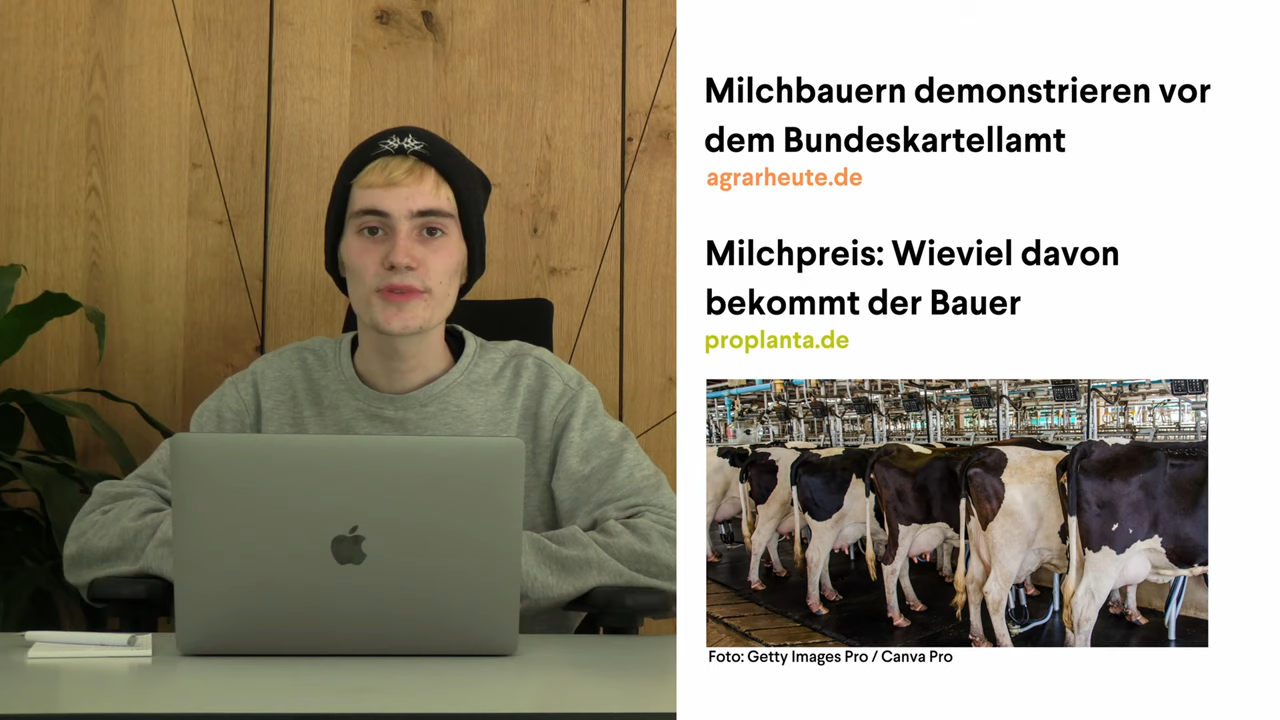 Milchbauern demonstrieren vor
dem Bundeskartellamt
agrarheute.de
Milchpreis: Wieviel davon
bekommt der Bauer
proplanta.de
Foto: Getty Images Pro / Canva Pro